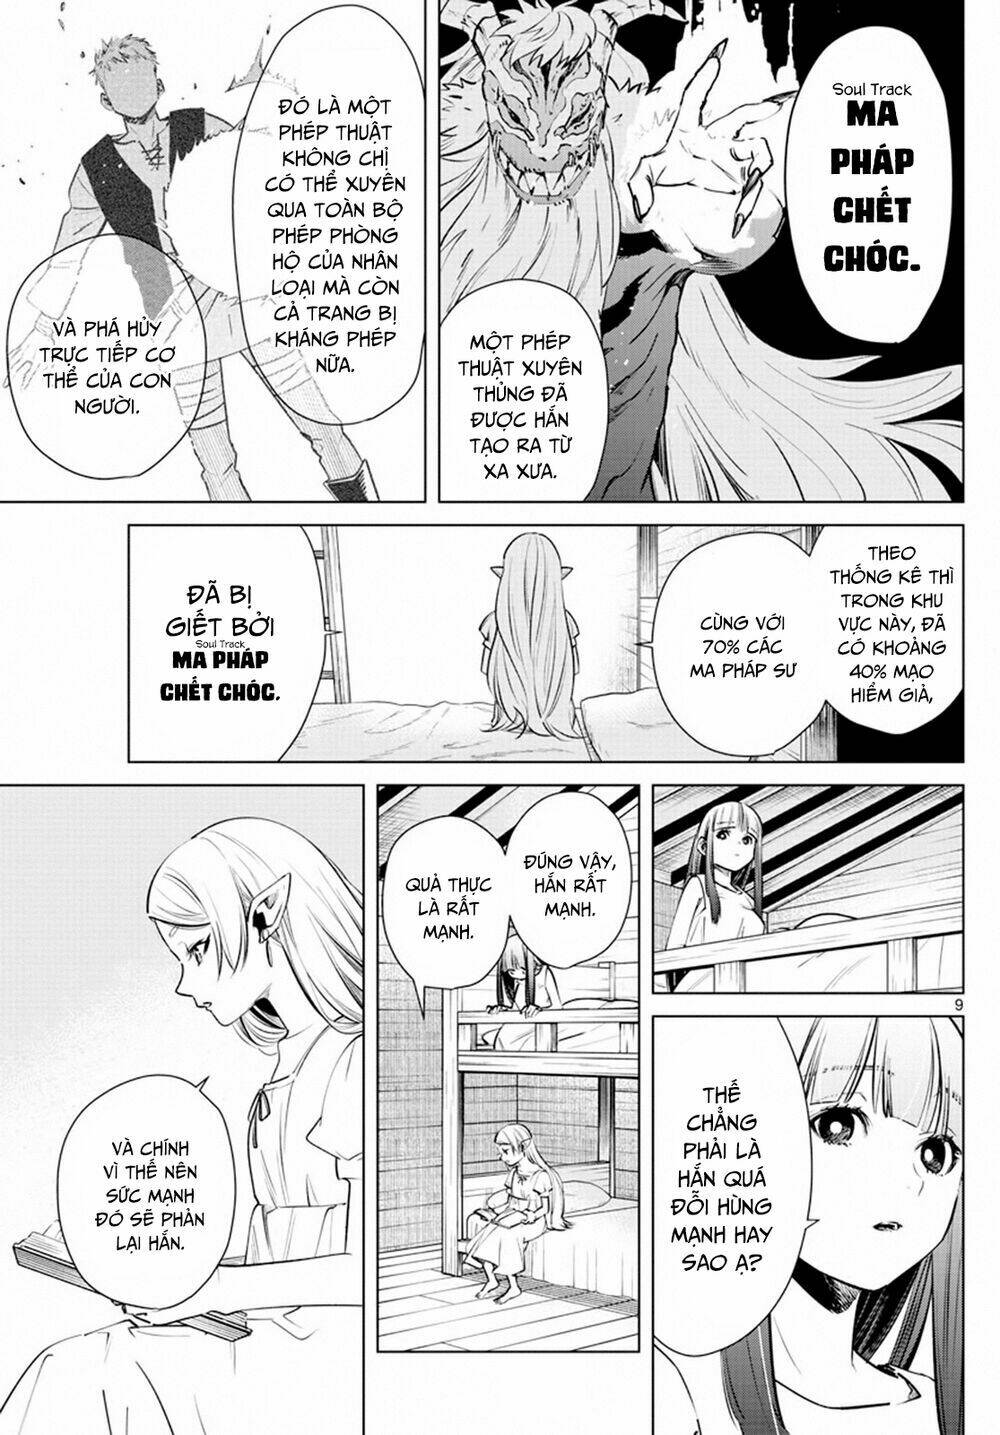 Soul Track
MA
PHÁP
CHẾT
CHÓC.
MỘT PHÉP
THUẬT XUYÊN
THỦNG ĐÃ
ĐƯỢC HẮN
TẠO RA TỪ
XA XƯA.
ĐÓ LÀ MỘT
PHÉP THUẬT
KHÔNG CHỈ
CÓ THỂ XUYÊN
QUA TOÀN BỘ
PHÉP PHÒNG
HỘ CỦA NHÂN
LOẠI MÀ CÒN
CẢ TRANG BỊ
KHÁNG PHÉP
NỮA.
VÀ PHÁ HỦY
TRỰC TIẾP CƠ
THỂ CỦA CON
NGƯỜI.
THEO
THỐNG KÊ THÌ
TRONG KHU
VỰC NÀY, ĐÃ
CÓ KHOẢNG
40% MẠO
HIỂM GIẢ,
CÙNG VỚI
70% CÁC
MA PHÁP SƯ
ĐÃ BỊ
GIẾT BỞI
Soul Track
MA PHÁP
CHẾT CHÓC.
9
THẾ
CHẲNG
PHẢI LÀ
HẮN QUÁ
ĐỖI HÙNG
MẠNH HAY
SAO Ạ?
ĐÚNG VẬY,
HẮN RẤT
MẠNH.
QUẢ THỰC
LÀ RẤT
MẠNH.
VÀ CHÍNH
VÌ THẾ NÊN
SỨC MẠNH
ĐÓ SẼ PHẢN
LẠI HẮN.